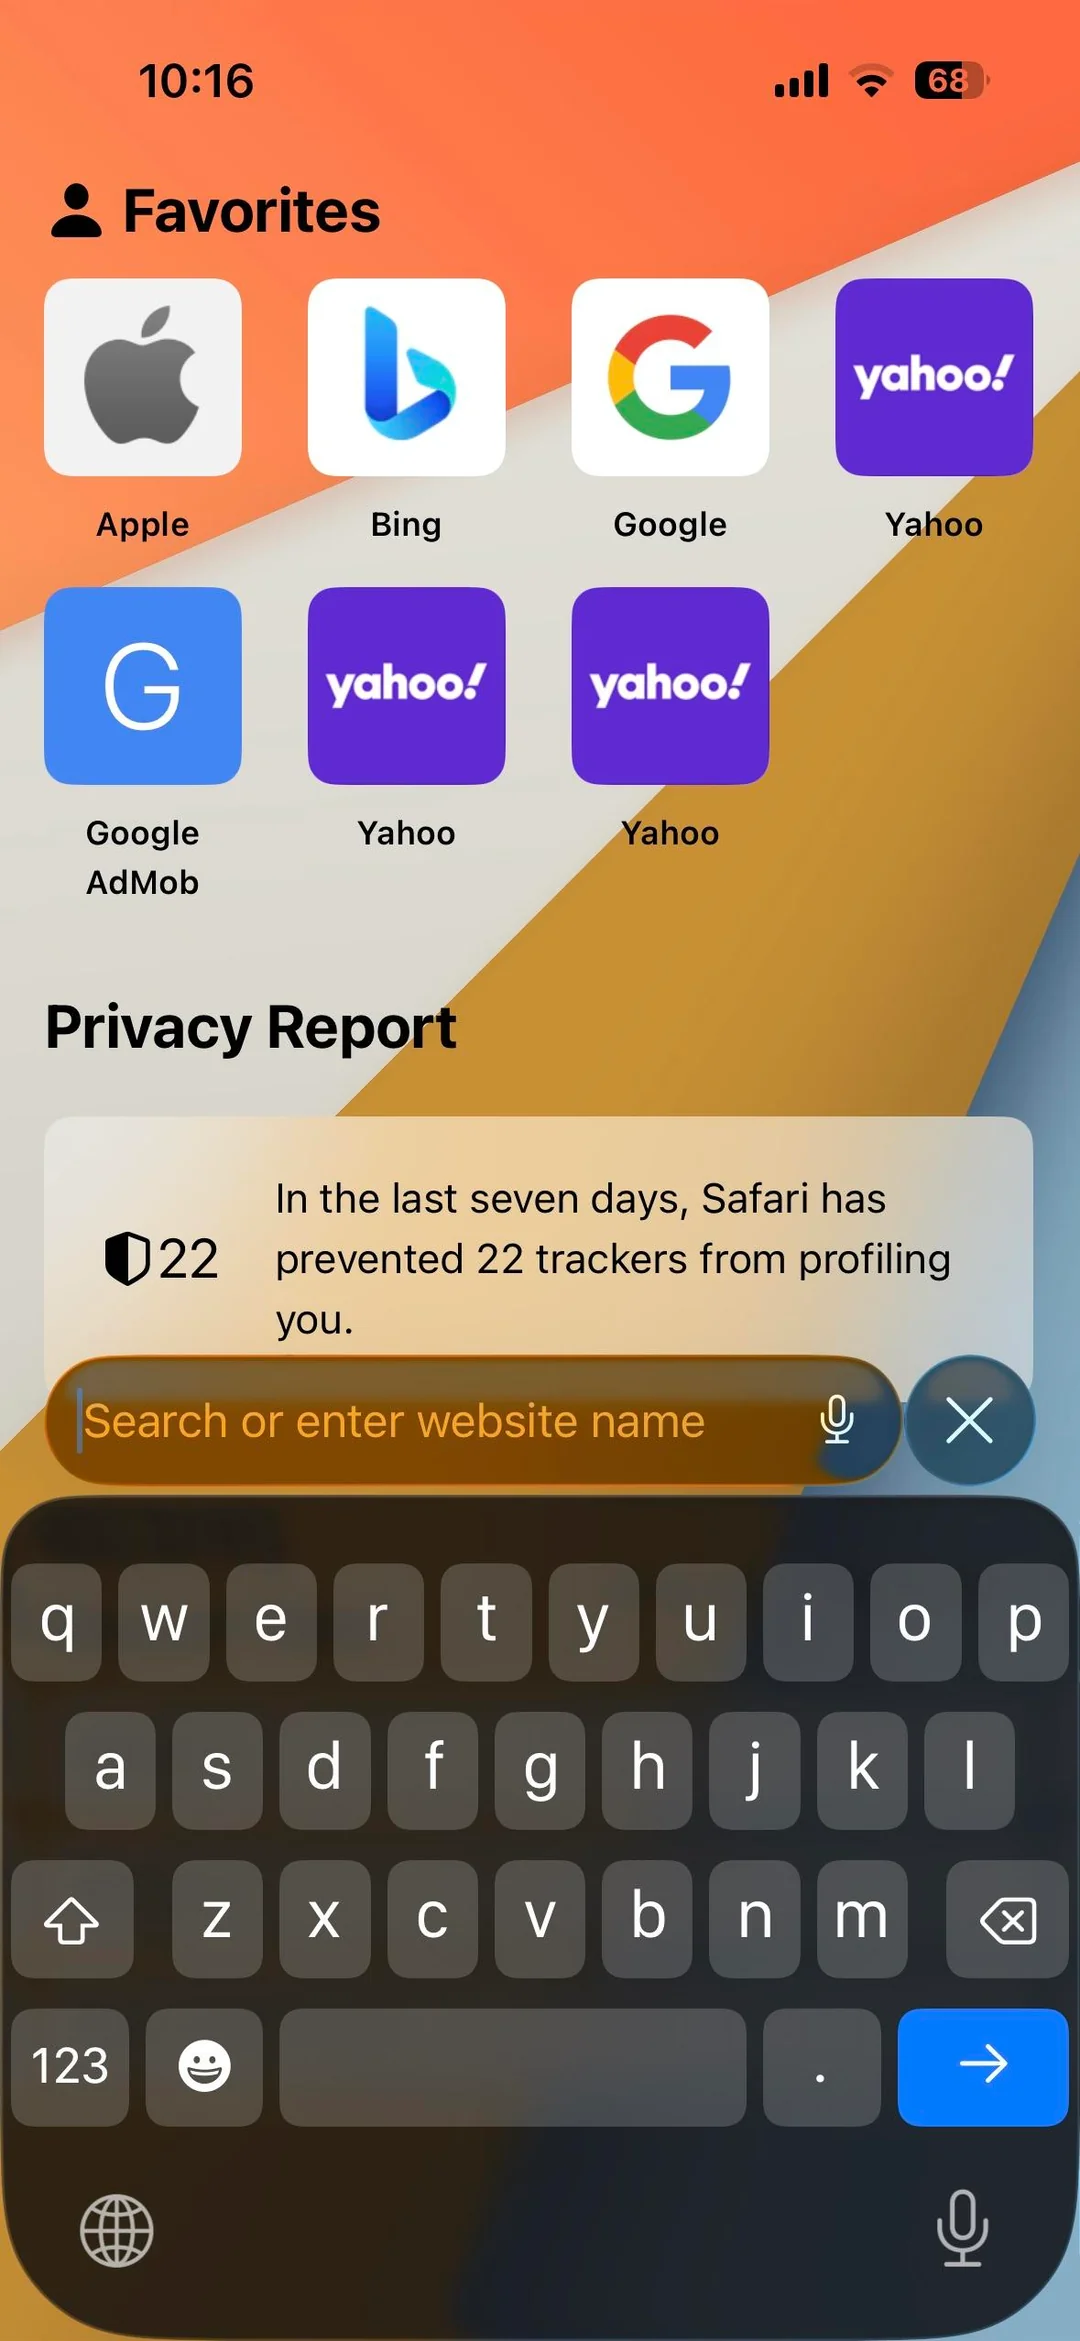 10:16
68
Favorites
yahoo!
Apple
Bing
Google
Yahoo
G
yahoo!
yahoo!
Google
AdMob
Yahoo
Yahoo
Privacy Report
22
In the last seven days, Safari has
prevented 22 trackers from profiling
you.
Search or enter website name
q w e r t y u i o p
a s d f g h j k l
z x c v b n m
123 .